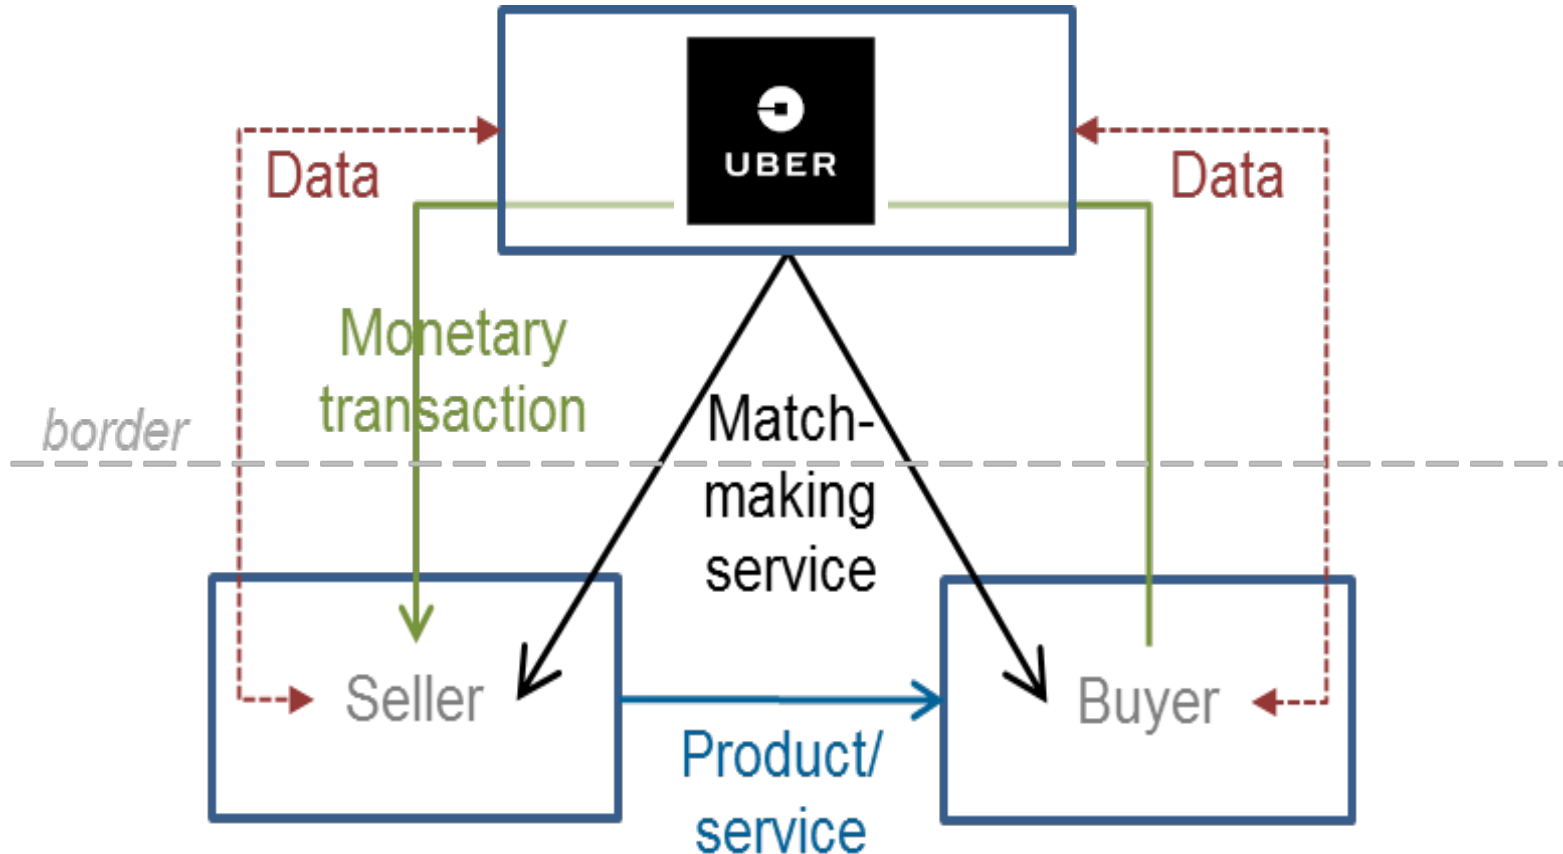 UBER
Data
Data
Monetary
transaction
border
Match-
making
service
Seller
Buyer
Product/
service